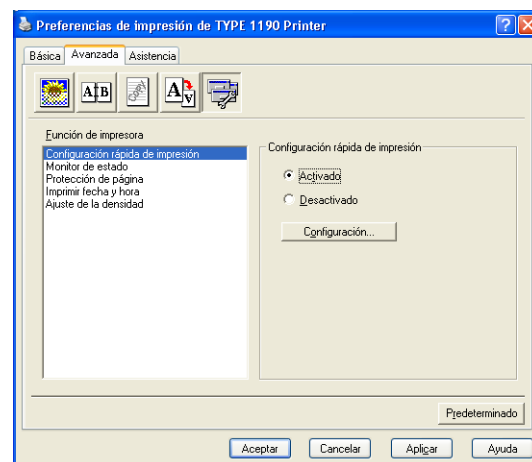 Preferencias de impresión de TYPE 1190 Printer
Básica Avanzada Asistencia
A B A A
Función de impresora
Configuración rápida de impresión
Monitor de estado
Protección de página
Imprimir fecha y hora
Ajuste de la densidad
Configuración rápida de impresión
Activado
Desactivado
Configuración...
Predeterminado
Aceptar Cancelar Aplicar Ayuda